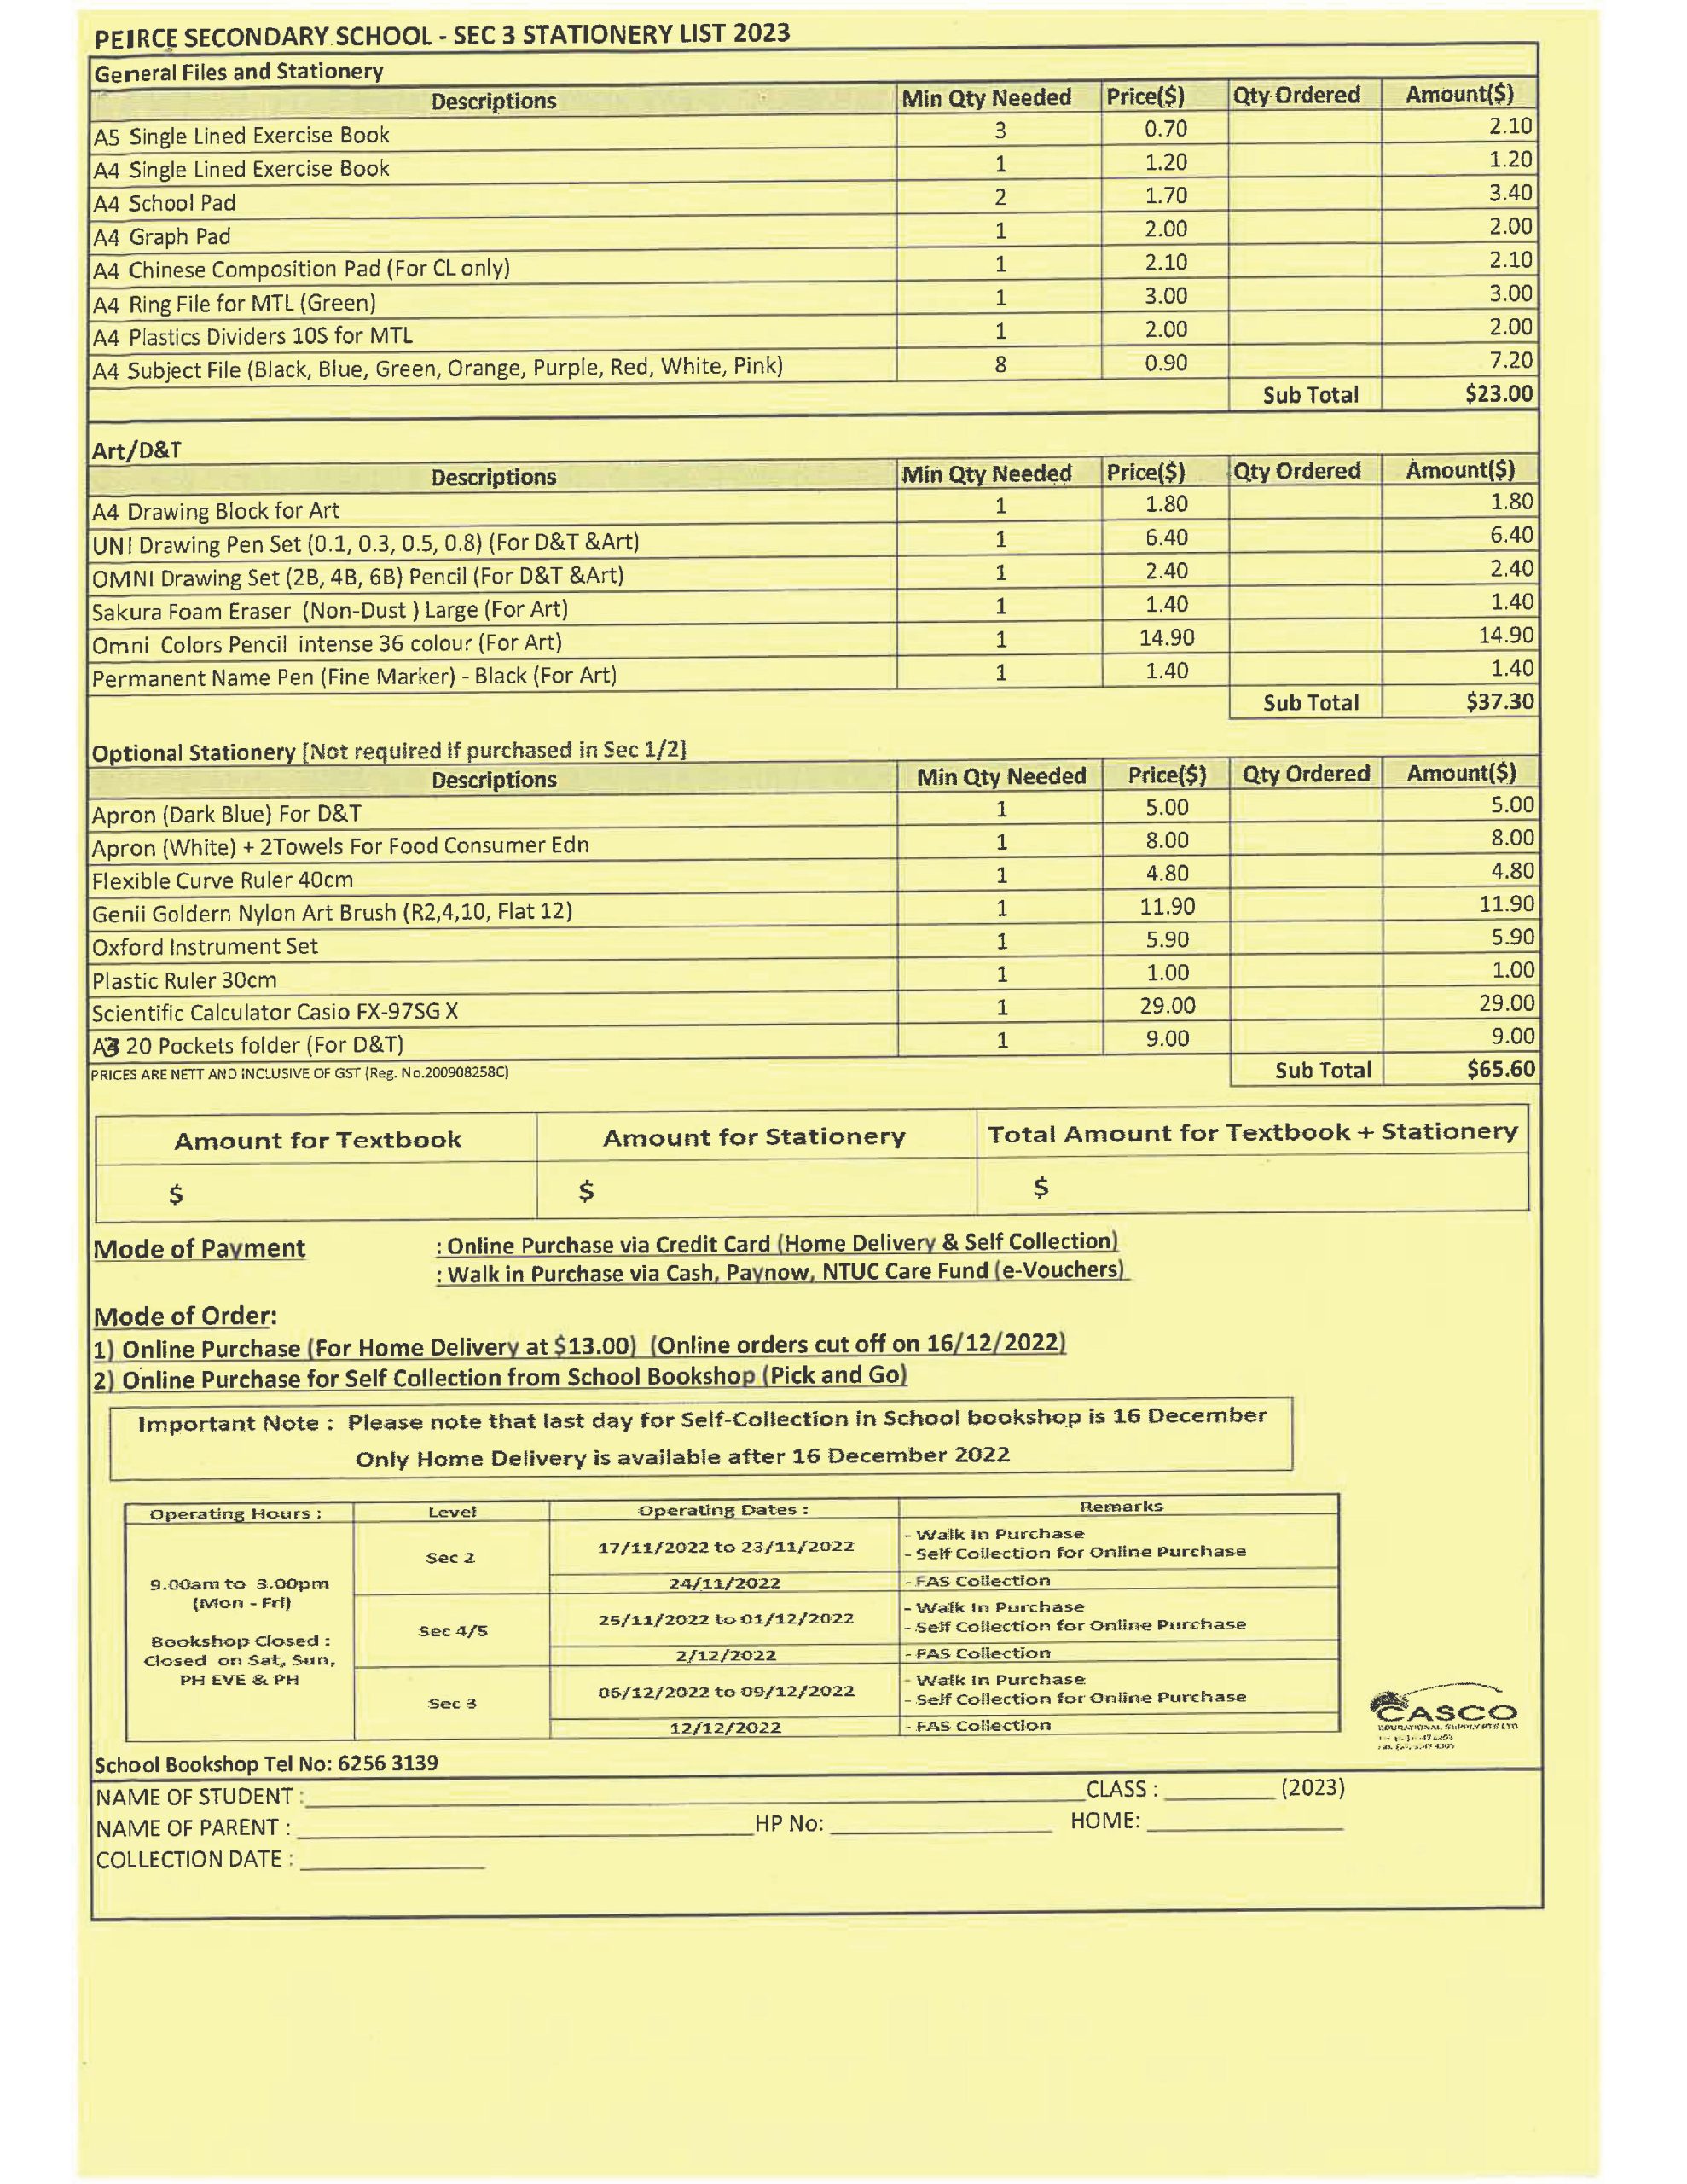 PEIRCE SECONDARY SCHOOL - SEC 3 STATIONERY LIST 2023
General Files and Stationery
Descriptions Min Qty Needed Price($) Qty Ordered Amount($)
A5 Single Lined Exercise Book 3 0.70 2.10
A4 Single Lined Exercise Book 1 1.20 1.20
A4 School Pad 2 1.70 3.40
A4 Graph Pad 1 2.00 2.00
A4 Chinese Composition Pad (For CL only) 1 2.10 2.10
A4 Ring File for MTL (Green) 1 3.00 3.00
A4 Plastics Dividers 10S for MTL 1 2.00 2.00
A4 Subject File (Black, Blue, Green, Orange, Purple, Red, White, Pink) 8 0.90 7.20
Sub Total $23.00
Art/D&T
Descriptions Min Qty Needed Price($) Qty Ordered Amount($)
A4 Drawing Block for Art 1 1.80 1.80
UNI Drawing Pen Set (0.1, 0.3, 0.5, 0.8) (For D&T &Art) 1 6.40 6.40
OMNI Drawing Set (2B, 4B, 6B) Pencil (For D&T &Art) 1 2.40 2.40
Sakura Foam Eraser (Non-Dust ) Large (For Art) 1 1.40 1.40
Omni Colors Pencil intense 36 colour (For Art) 1 14.90 14.90
Permanent Name Pen (Fine Marker) - Black (For Art) 1 1.40 1.40
Sub Total $37.30
Optional Stationery [Not required if purchased in Sec 1/2]
Descriptions Min Qty Needed Price($) Qty Ordered Amount($)
Apron (Dark Blue) For D&T 1 5.00 5.00
Apron (White) + 2Towels For Food Consumer Edn 1 8.00 8.00
Flexible Curve Ruler 40cm 1 4.80 4.80
Genii Goldern Nylon Art Brush (R2,4,10, Flat 12) 1 11.90 11.90
Oxford Instrument Set 1 5.90 5.90
Plastic Ruler 30cm 1 1.00 1.00
Scientific Calculator Casio FX-97SG X 1 29.00 29.00
A3 20 Pockets folder (For D&T) 1 9.00 9.00
PRICES ARE NETT AND INCLUSIVE OF GST (Reg. No.200908258C) Sub Total $65.60
Amount for Textbook Amount for Stationery Total Amount for Textbook + Stationery
$ $ $
Mode of Payment : Online Purchase via Credit Card (Home Delivery & Self Collection)
: Walk in Purchase via Cash, Paynow, NTUC Care Fund (e-Vouchers)
Mode of Order:
1) Online Purchase (For Home Delivery at $13.00) (Online orders cut off on 16/12/2022)
2) Online Purchase for Self Collection from School Bookshop (Pick and Go)
Important Note : Please note that last day for Self-Collection in School bookshop is 16 December
Only Home Delivery is available after 16 December 2022
Operating Hours : Level Operating Dates : Remarks
9.00am to 3.00pm
(Mon - Fri)
Bookshop Closed :
Closed on Sat, Sun,
PH EVE & PH
Sec 2 17/11/2022 to 23/11/2022 - Walk In Purchase
- Self Collection for Online Purchase
24/11/2022 - FAS Collection
Sec 4/5 25/11/2022 to 01/12/2022 - Walk In Purchase
- Self Collection for Online Purchase
2/12/2022 - FAS Collection
Sec 3 06/12/2022 to 09/12/2022 - Walk In Purchase
- Self Collection for Online Purchase
12/12/2022 - FAS Collection
CASCO
EDUCATIONAL SUPPLY PTE LTD
School Bookshop Tel No: 6256 3139
NAME OF STUDENT : CLASS : (2023)
NAME OF PARENT : HP No: HOME:
COLLECTION DATE :